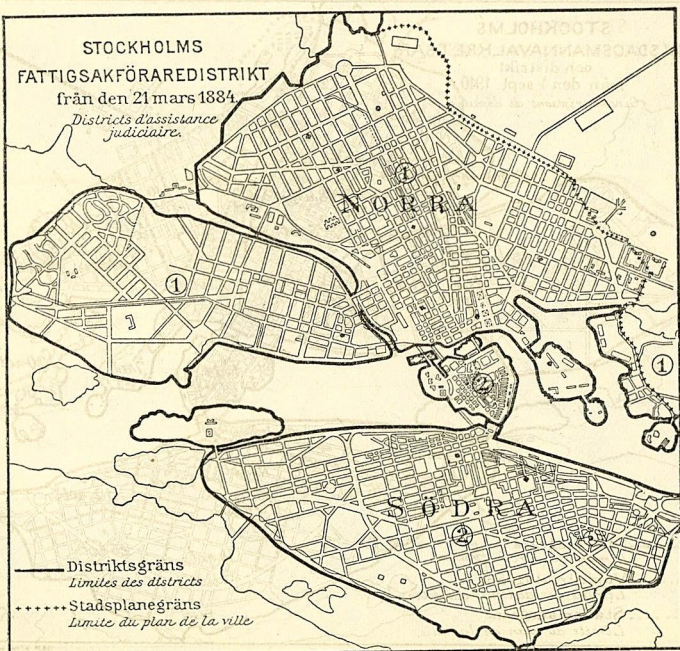 STOCKHOLMS
FATTIGSAKFÖRAREDISTRIKT
från den 21 mars 1884.
Districts d'assistance
judiciaire.
1
NORRA
1
1
2
SÖDRA
2
Distriktsgräns
Limites des districts
Stadsplanegräns
Limite du plan de la ville